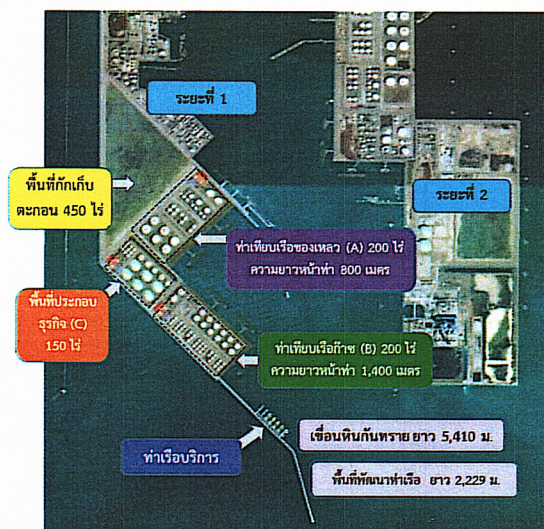 ระยะที่ 1
พื้นที่กักเก็บ
ตะกอน 450 ไร่
ระยะที่ 2
ท่าเทียบเรือของเหลว (A) 200 ไร่
ความยาวหน้าท่า 800 เมตร
พื้นที่ประกอบ
ธุรกิจ (C)
150 ไร่
ท่าเทียบเรือก๊าซ (B) 200 ไร่
ความยาวหน้าท่า 1,400 เมตร
ท่าเรือบริการ
เขื่อนหินกันทราย ยาว 5,410 ม.
พื้นที่พัฒนาท่าเรือ ยาว 2,229 ม.